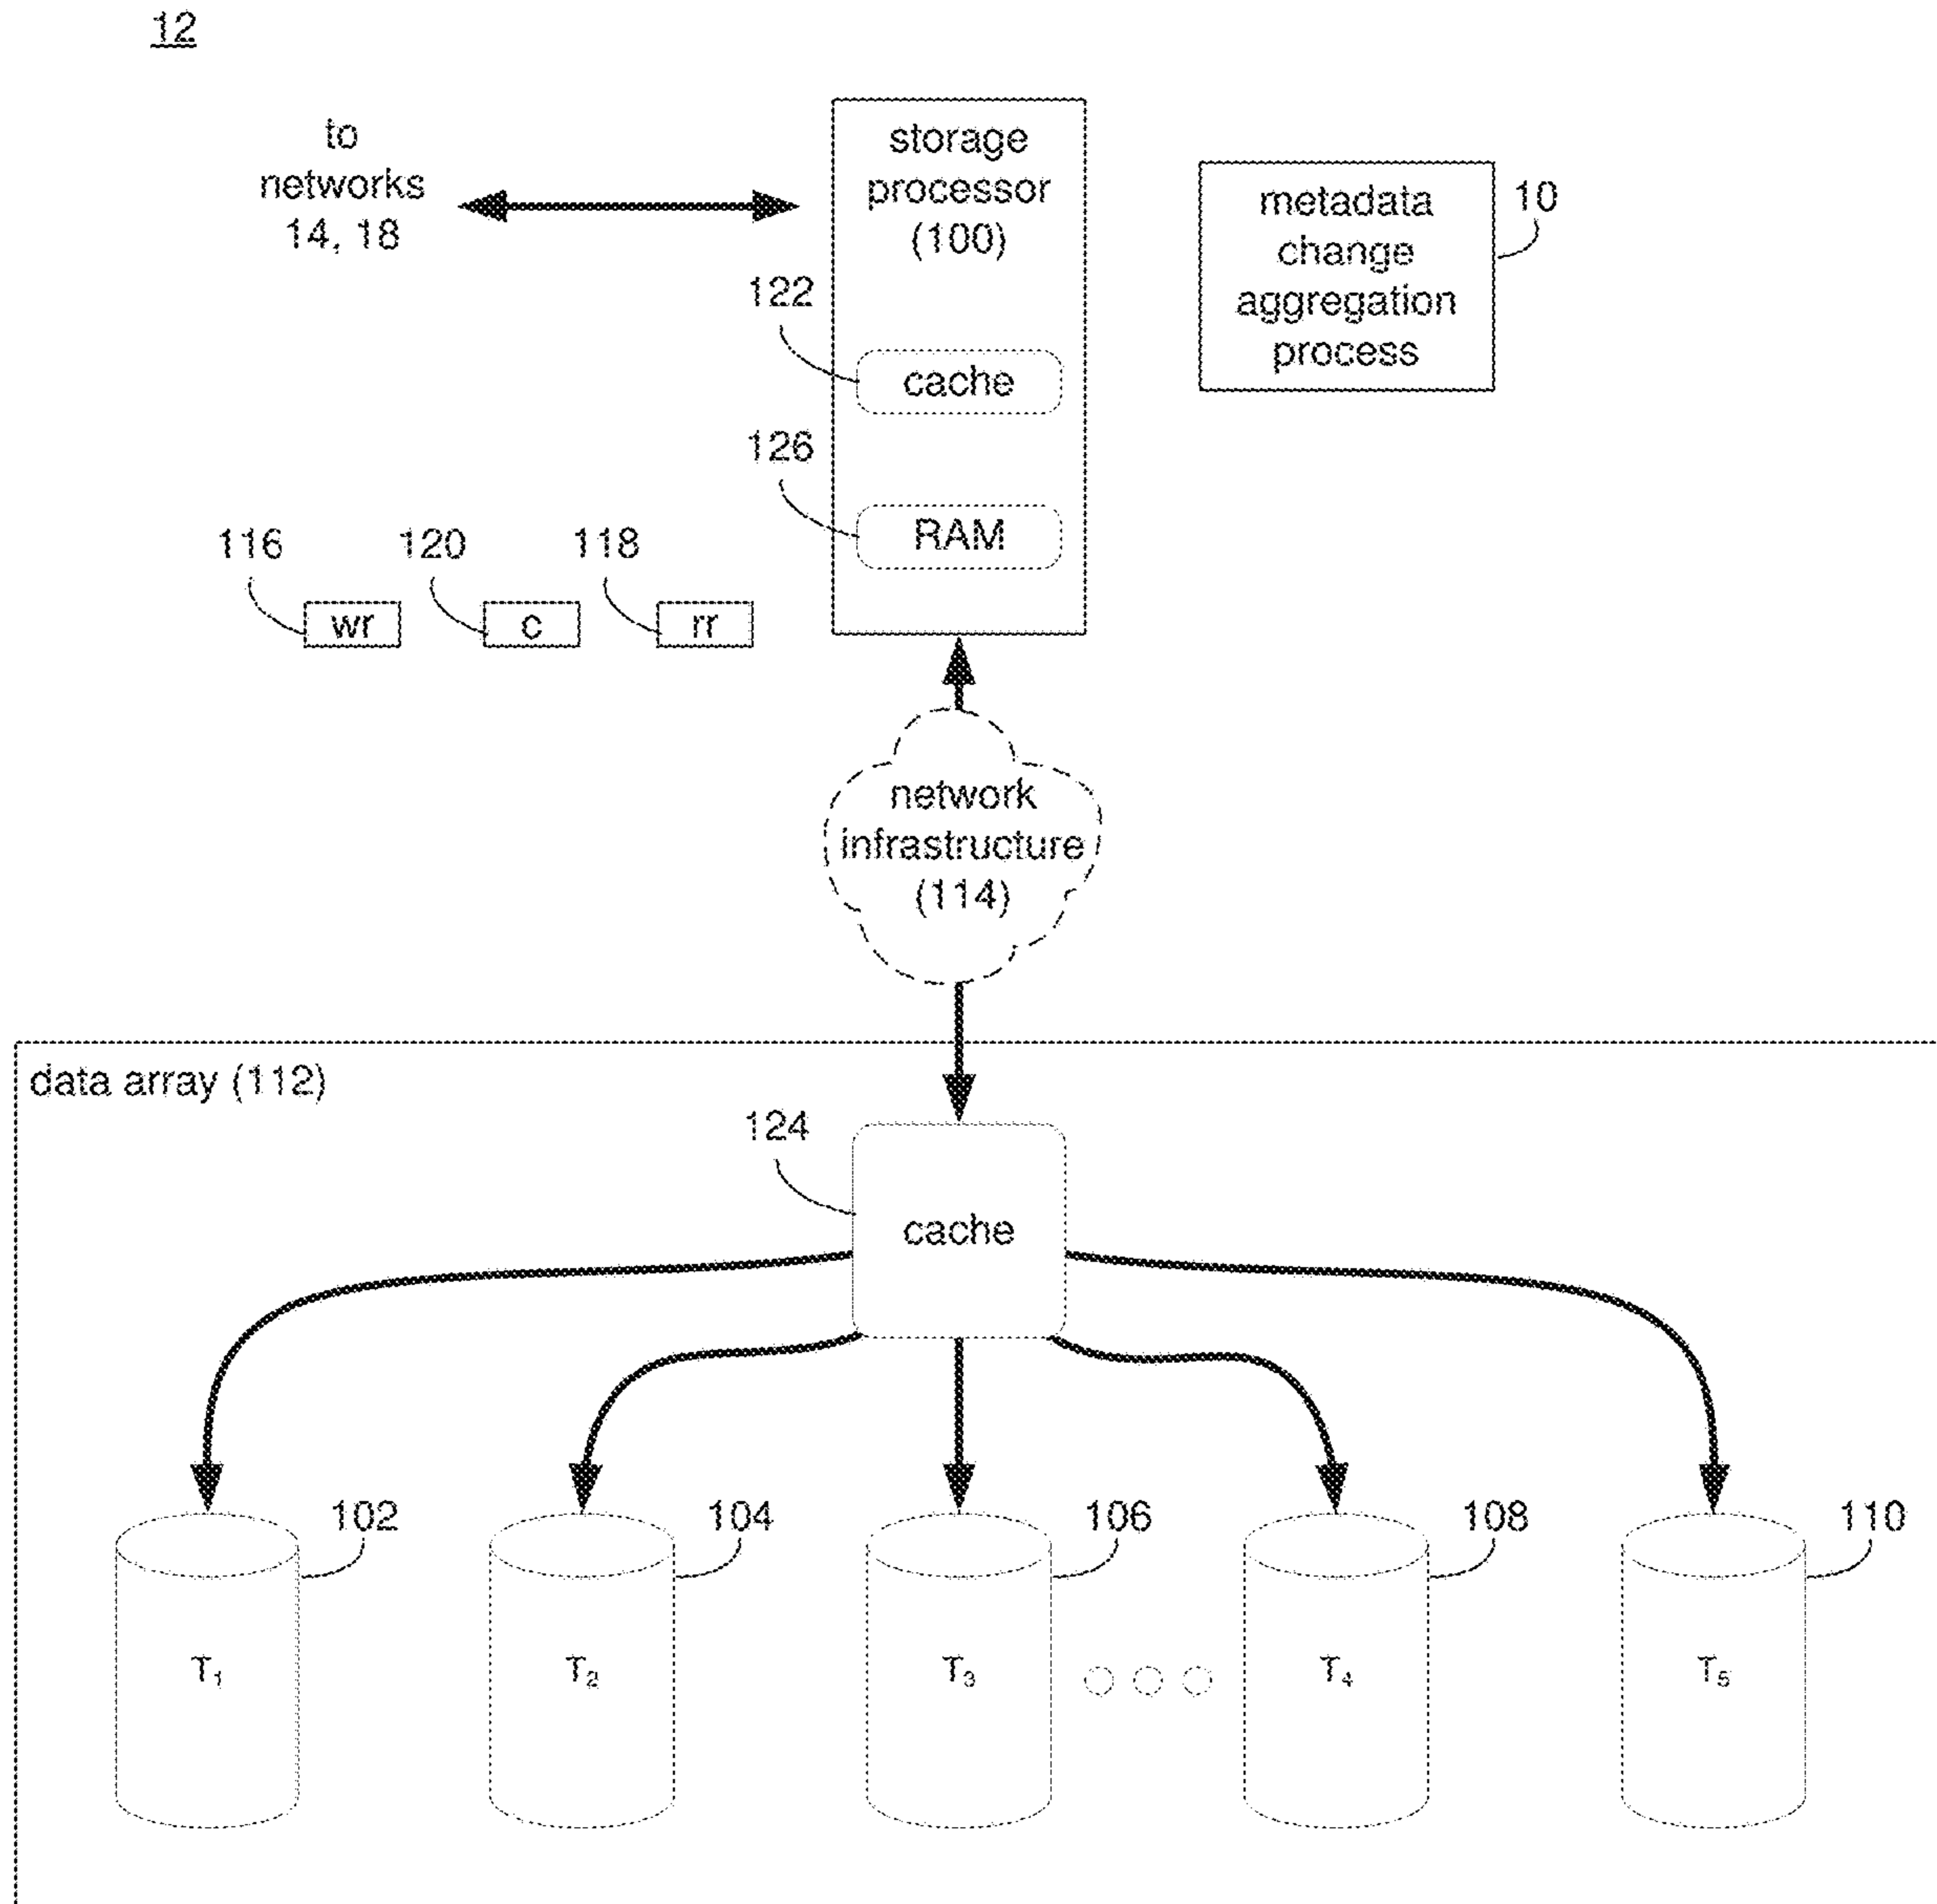 12
to
networks
14, 18
storage
processor
(100)
metadata
change
aggregation
process
10
122
cache
126
RAM
116
120
118
wr
c
rr
network
infrastructure
(114)
data array (112)
124
cache
102
104
106
108
110
T₁
T₂
T₃
T₄
T₅